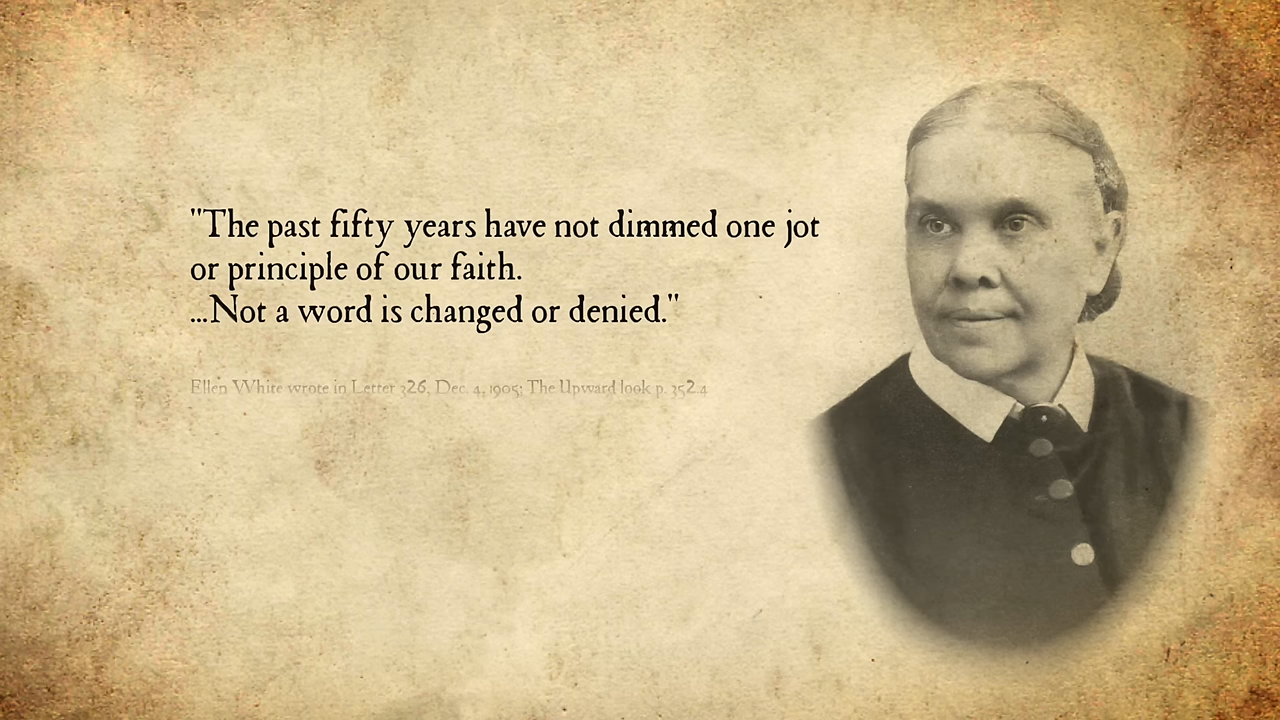 "The past fifty years have not dimmed one jot
or principle of our faith.
...Not a word is changed or denied."
Ellen White wrote in Letter 326, Dec. 4, 1905; The Upward look p. 352.4